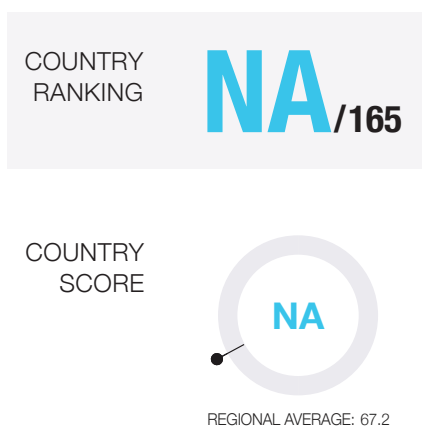 COUNTRY
RANKING
NA/165
COUNTRY
SCORE
NA
REGIONAL AVERAGE: 67.2